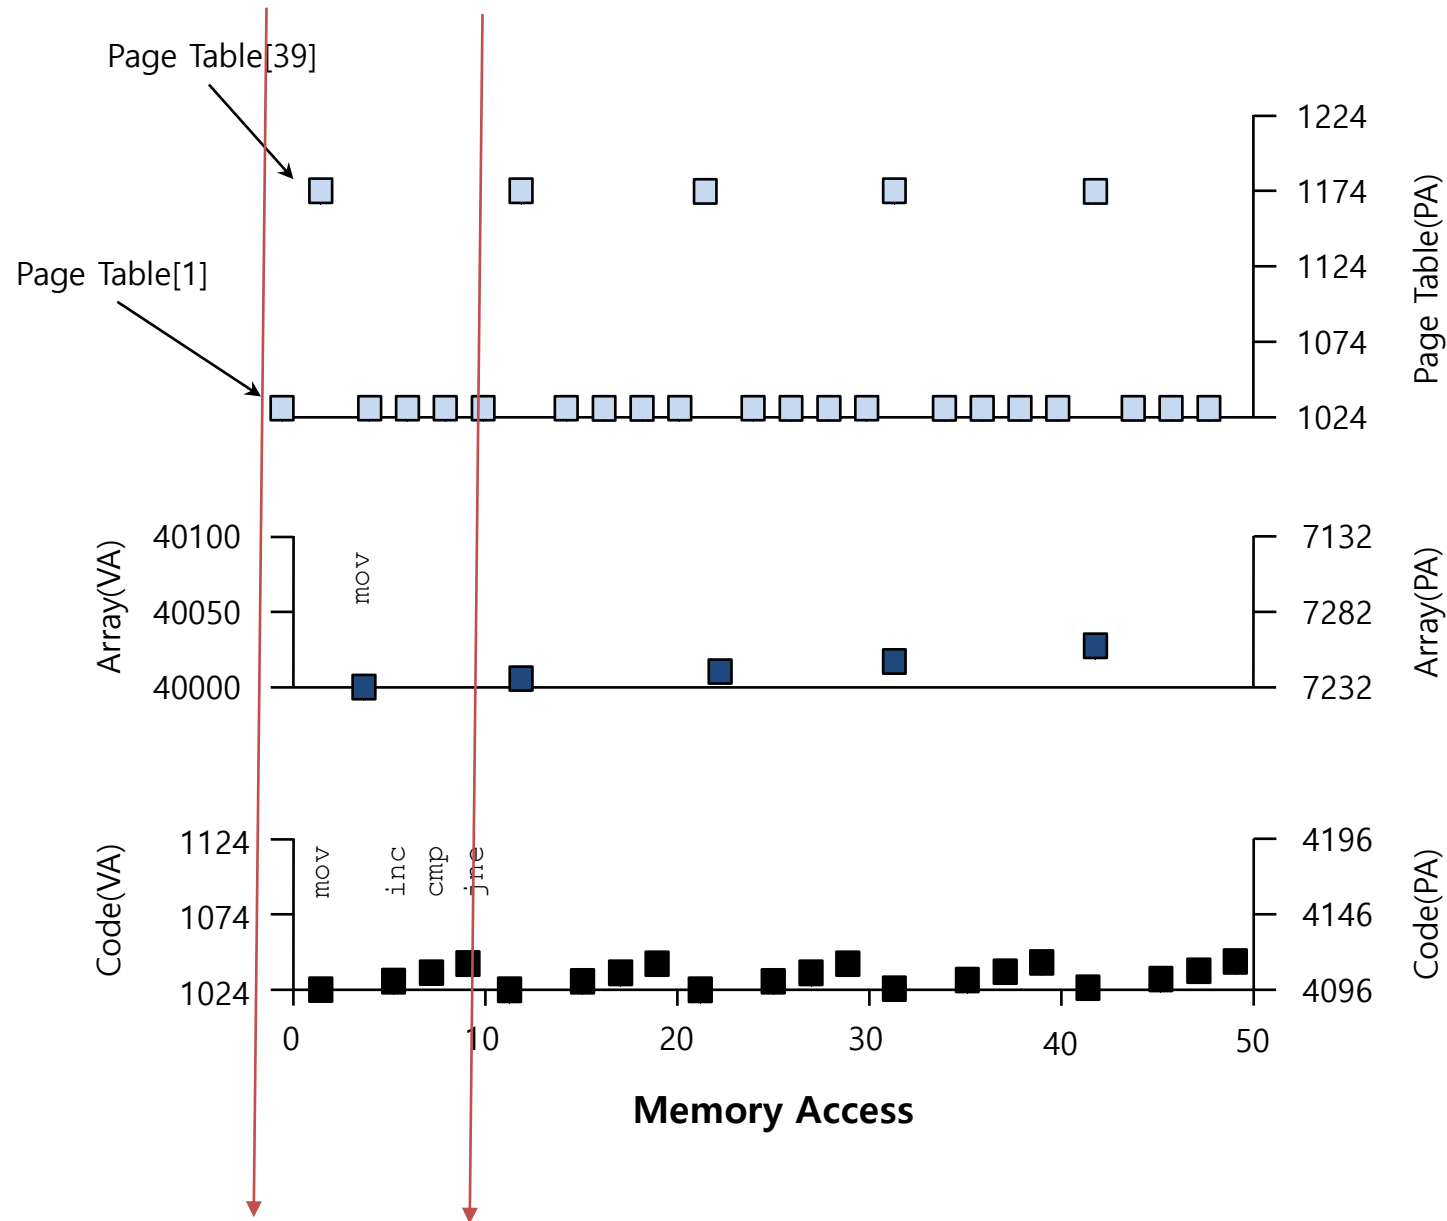 Page Table[39]
Page Table[1]
1224
1174
1124
1074
1024
Page Table(PA)
Array(VA)
40100
40050
40000
mov
7132
7282
7232
Array(PA)
Code(VA)
1124
1074
1024
mov
inc
cmp
jne
4196
4146
4096
Code(PA)
0
10
20
30
40
50
Memory Access